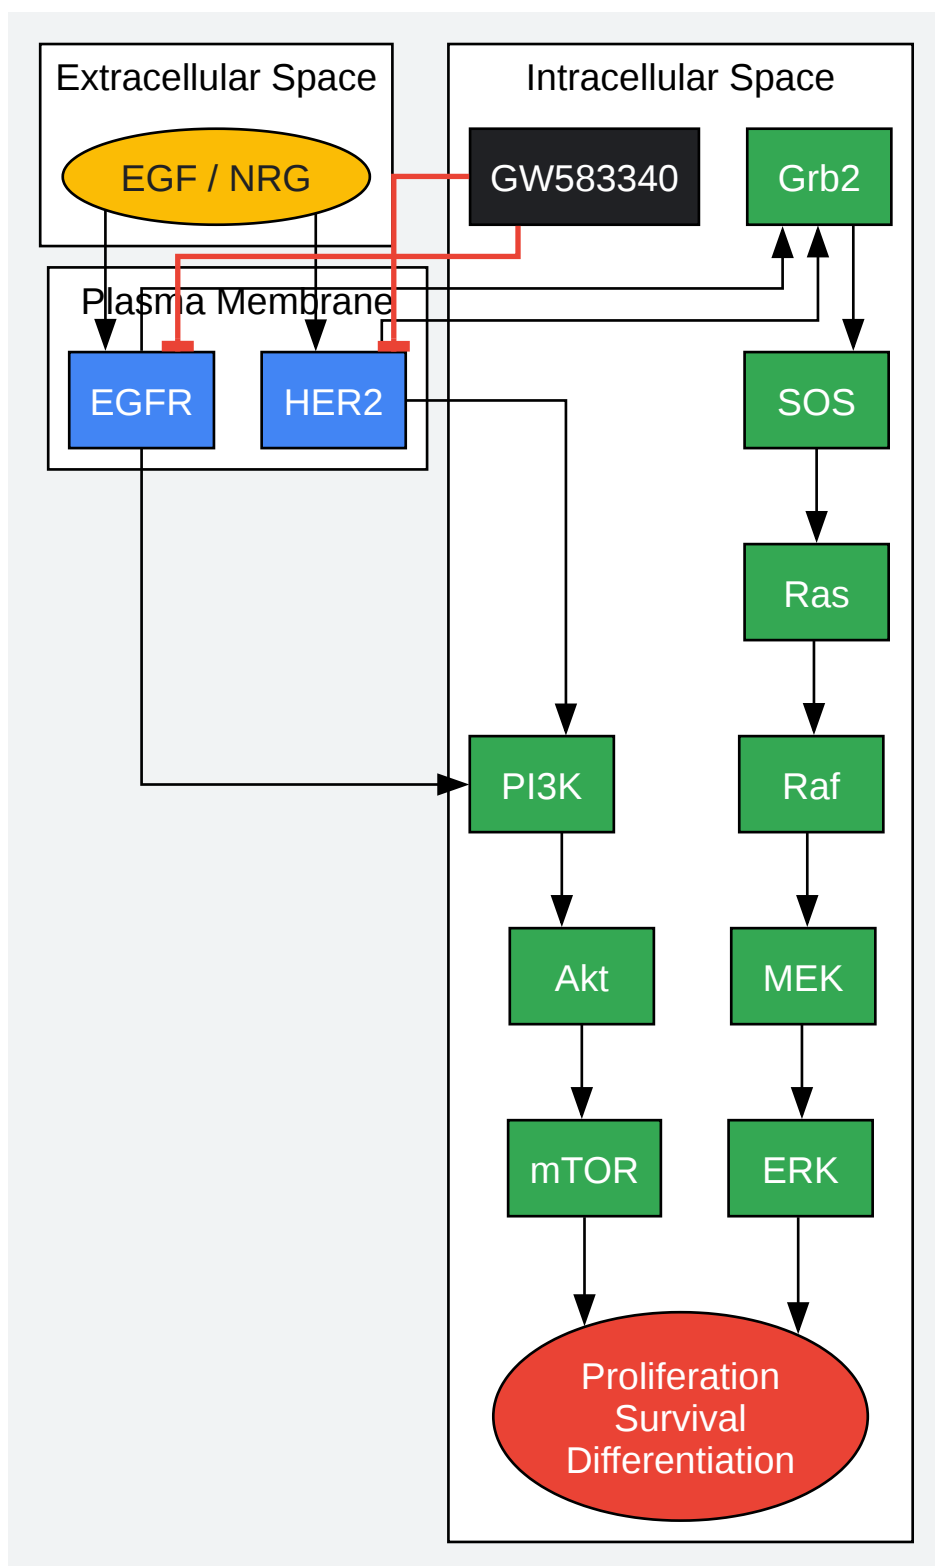 Extracellular Space
Intracellular Space
EGF / NRG
GW583340
Grb2
Plasma Membrane
EGFR
HER2
SOS
Ras
PI3K
Raf
Akt
MEK
mTOR
ERK
Proliferation
Survival
Differentiation